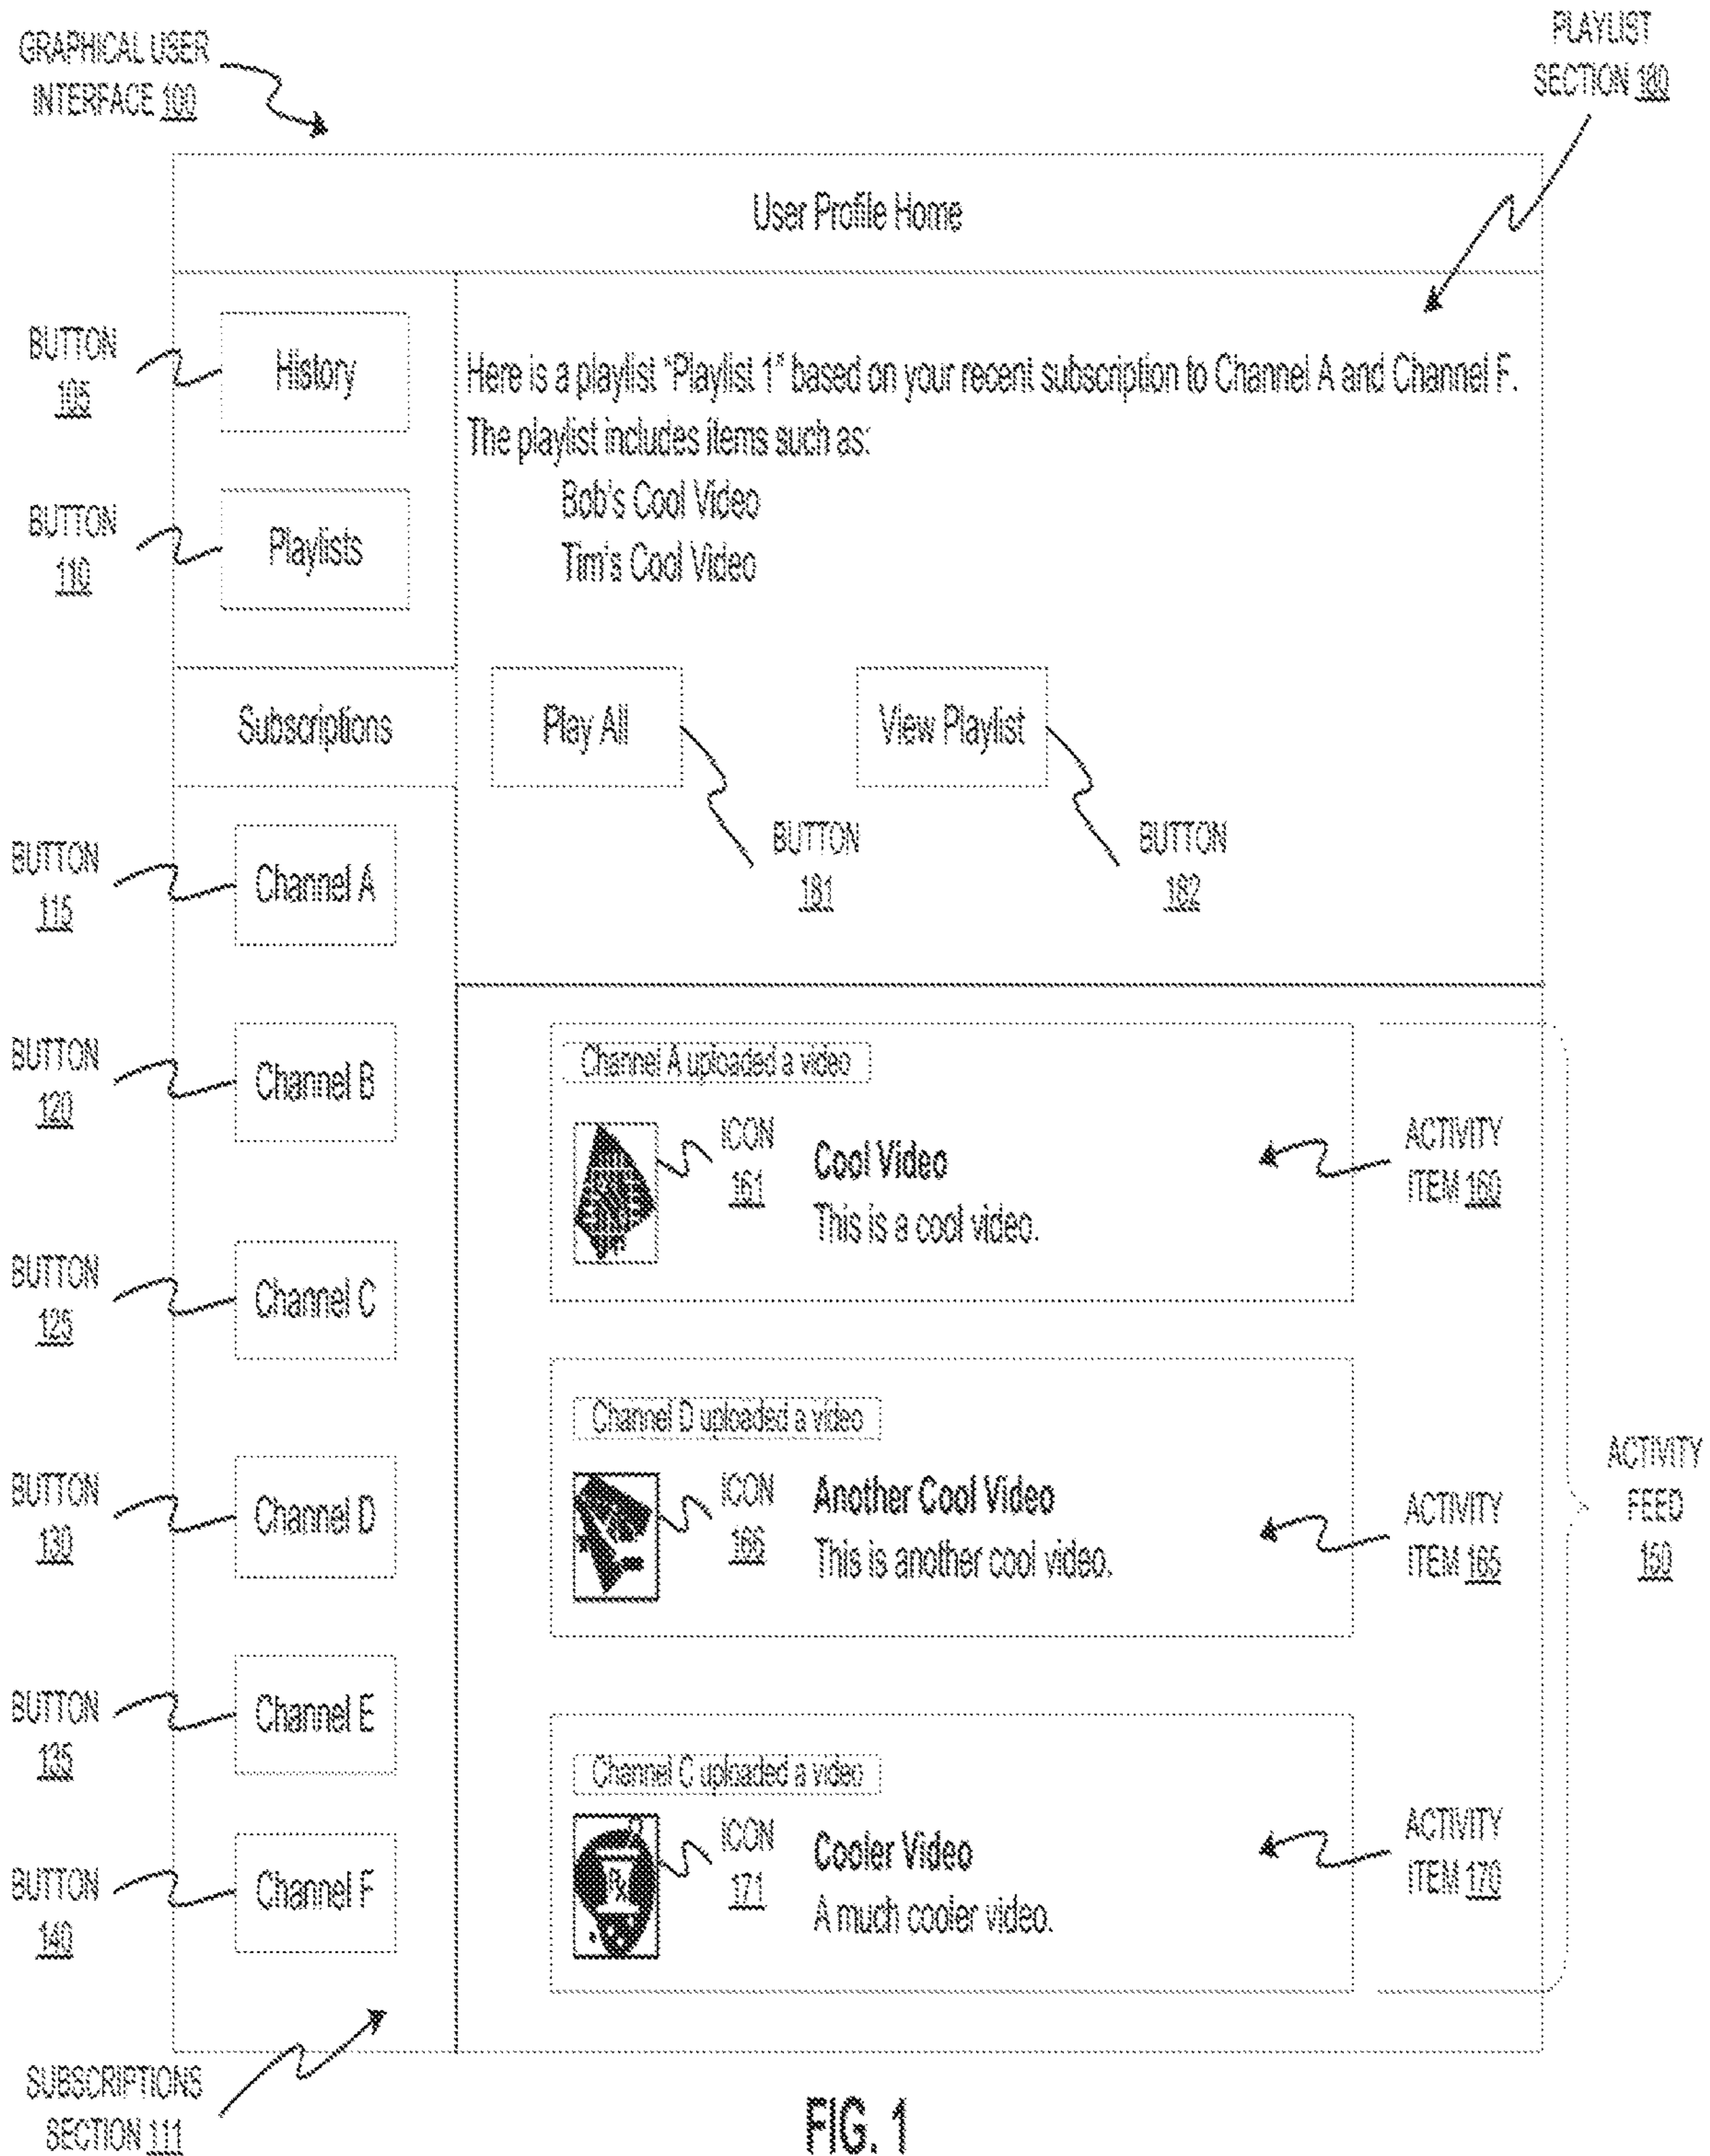 GRAPHICAL USER
INTERFACE 100
PLAYLIST
SECTION 180
User Profile Home
BUTTON
105
History
Here is a playlist "Playlist 1" based on your recent subscription to Channel A and Channel F.
The playlist includes items such as:
Bob's Cool Video
Tim's Cool Video
BUTTON
110
Playlists
Subscriptions
Play All
View Playlist
BUTTON
181
BUTTON
182
BUTTON
115
Channel A
BUTTON
120
Channel B
BUTTON
125
Channel C
BUTTON
130
Channel D
BUTTON
135
Channel E
BUTTON
140
Channel F
SUBSCRIPTIONS
SECTION 111
Channel A uploaded a video
ICON
161
Cool Video
This is a cool video.
ACTIVITY
ITEM 160
Channel D uploaded a video
ICON
166
Another Cool Video
This is another cool video.
ACTIVITY
ITEM 165
Channel C uploaded a video
ICON
171
Cooler Video
A much cooler video.
ACTIVITY
ITEM 170
ACTIVITY
FEED
150
FIG. 1